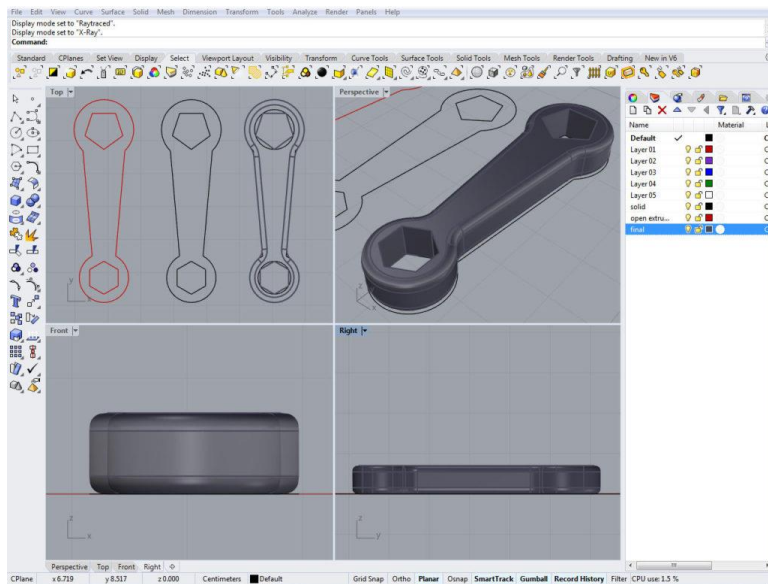 File Edit View Curve Surface Solid Mesh Dimension Transform Tools Analyze Render Panels Help
Display mode set to "Raytraced".
Display mode set to "X-Ray".
Command:
Standard CPlanes Set View Display Select Viewport Layout Visibility Transform Curve Tools Surface Tools Solid Tools Mesh Tools Render Tools Drafting New in V6
Top
Perspective
Name Material
Default
Layer 01
Layer 02
Layer 03
Layer 04
Layer 05
solid
open extru...
final
y
x
z
y
x
Front
Right
z
x
z
y
Perspective Top Front Right
CPlane x 6.719 y 8.517 z 0.000 Centimeters Default Grid Snap Ortho Planar Osnap SmartTrack Gumball Record History Filter CPU use: 1.5 %